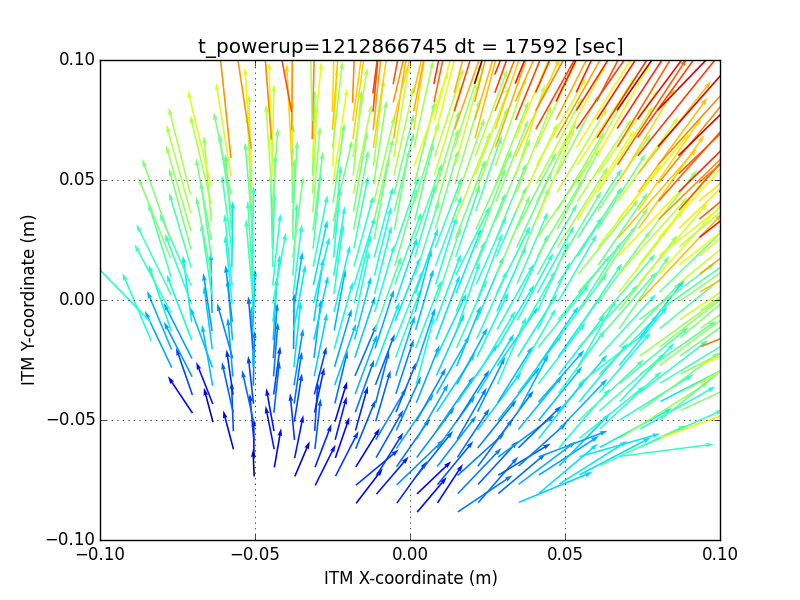 t_powerup=1212866745 dt = 17592 [sec]
0.10
0.05
0.00
−0.05
−0.10
ITM Y-coordinate (m)
−0.10 −0.05 0.00 0.05 0.10
ITM X-coordinate (m)